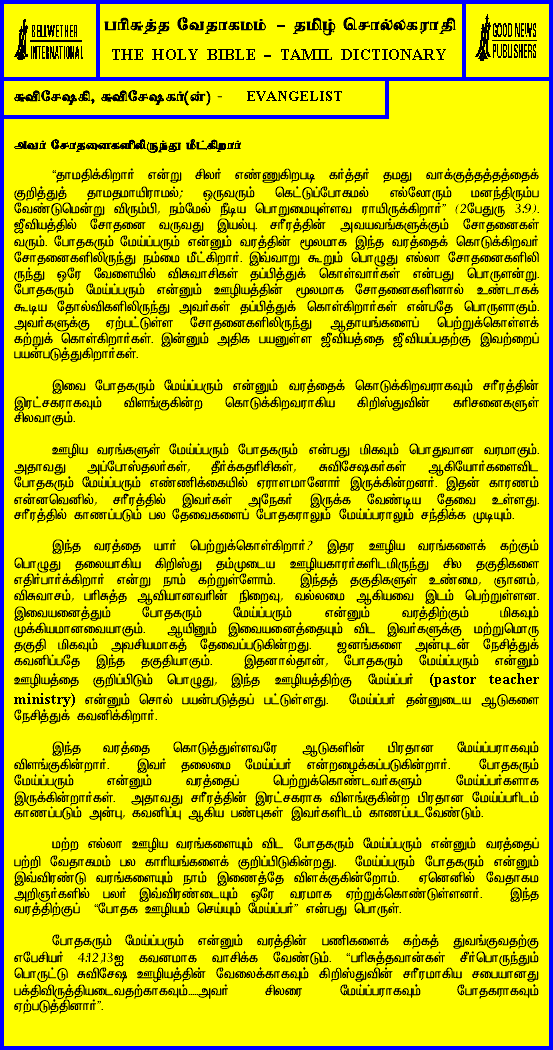 BELLWETHER
INTERNATIONAL
பரிசுத்த வேதாகமம் – தமிழ் சொல்லகராதி
THE HOLY BIBLE – TAMIL DICTIONARY
GOOD NEWS
PUBLISHERS
சுவிசேஷகி, சுவிசேஷகர்(ன்) - EVANGELIST
அவர் சோதனைகளிலிருந்து மீட்கிறார்
“தாமதிக்கிறார் என்று சிலர் எண்ணுகிறபடி கர்த்தர் தமது வாக்குத்தத்தத்தைக்
குறித்துத் தாமதமாயிராமல்; ஒருவரும் கெட்டுப்போகமல் எல்லோரும் மனந்திரும்ப
வேண்டுமென்று விரும்பி, நம்மேல் நீடிய பொறுமையுள்ளவ ராயிருக்கிறார்” (2பேதுரு 3:9).
ஜீவியத்தில் சோதனை வருவது இயல்பு. சரீரத்தின் அவயவங்களுக்கும் சோதனைகள்
வரும். போதகரும் மேய்ப்பரும் என்னும் வரத்தின் மூலமாக இந்த வரத்தைக் கொடுக்கிறவர்
சோதனைகளிலிருந்து நம்மை மீட்கிறார். இவ்வாறு கூறும் பொழுது எல்லா சோதனைகளிலி
ருந்து ஒரே வேளையில் விசுவாசிகள் தப்பித்துக் கொள்வார்கள் என்பது பொருளன்று.
போதகரும் மேய்ப்பரும் என்னும் ஊழியத்தின் மூலமாக சோதனைகளினால் உண்டாகக்
கூடிய தோல்விகளிலிருந்து அவர்கள் தப்பித்துக் கொள்கிறார்கள் என்பதே பொருளாகும்.
அவர்களுக்கு ஏற்பட்டுள்ள சோதனைகளிலிருந்து ஆதாயங்களைப் பெற்றுக்கொள்ளக்
கற்றுக் கொள்கிறார்கள். இன்னும் அதிக பயனுள்ள ஜீவியத்தை ஜீவியப்பதற்கு இவற்றைப்
பயன்படுத்துகிறார்கள்.
இவை போதகரும் மேய்ப்பரும் என்னும் வரத்தைக் கொடுக்கிறவராகவும் சரீரத்தின்
இரட்சகராகவும் விளங்குகின்ற கொடுக்கிறவராகிய கிறிஸ்துவின் கரிசனைகளுள்
சிலவாகும்.
ஊழிய வரங்களுள் மேய்ப்பரும் போதகரும் என்பது மிகவும் பொதுவான வரமாகும்.
அதாவது அப்போஸ்தலர்கள், தீர்க்கதரிசிகள், சுவிசேஷகர்கள் ஆகியோர்களைவிட
போதகரும் மேய்ப்பரும் எண்ணிக்கையில் ஏராளமானோர் இருக்கின்றனர். இதன் காரணம்
என்னவெனில், சரீரத்தில் இவர்கள் அநேகர் இருக்க வேண்டிய தேவை உள்ளது.
சரீரத்தில் காணப்படும் பல தேவைகளைப் போதகராலும் மேய்ப்பராலும் சந்திக்க முடியும்.
இந்த வரத்தை யார் பெற்றுக்கொள்கிறார்? இதர ஊழிய வரங்களைக் கற்கும்
பொழுது தலையாகிய கிறிஸ்து தம்முடைய ஊழியகாரர்களிடமிருந்து சில தகுதிகளை
எதிர்பார்க்கிறார் என்று நாம் கற்றுள்ளோம். இந்தத் தகுதிகளுள் உண்மை, ஞானம்,
விசுவாசம், பரிசுத்த ஆவியானவரின் நிறைவு, வல்லமை ஆகியவை இடம் பெற்றுள்ளன.
இவையனைத்தும் போதகரும் மேய்ப்பரும் என்னும் வரத்திற்கும் மிகவும்
முக்கியமானவையாகும். ஆயினும் இவையனைத்தையும் விட இவர்களுக்கு மற்றுமொரு
தகுதி மிகவும் அவசியமாகத் தேவைப்படுகின்றது. ஜனங்களை அன்புடன் நேசித்துக்
கவனிப்பதே இந்த தகுதியாகும். இதனால்தான், போதகரும் மேய்ப்பரும் என்னும்
ஊழியத்தை குறிப்பிடும் பொழுது, இந்த ஊழியத்திற்கு மேய்ப்பர் (pastor teacher
ministry) என்னும் சொல் பயன்படுத்தப் பட்டுள்ளது. மேய்ப்பர் தன்னுடைய ஆடுகளை
நேசித்துக் கவனிக்கிறார்.
இந்த வரத்தை கொடுத்துள்ளவரே ஆடுகளின் பிரதான மேய்ப்பராகவும்
விளங்குகின்றார். இவர் தலைமை மேய்ப்பர் என்றழைக்கப்படுகின்றார். போதகரும்
மேய்ப்பரும் என்னும் வரத்தைப் பெற்றுக்கொண்டவர்களும் மேய்ப்பர்களாக
இருக்கின்றார்கள். அதாவது சரீரத்தின் இரட்சகராக விளங்குகின்ற பிரதான மேய்ப்பரிடம்
காணப்படும் அன்பு, கவனிப்பு ஆகிய பண்புகள் இவர்களிடம் காணப்படவேண்டும்.
மற்ற எல்லா ஊழிய வரங்களையும் விட போதகரும் மேய்ப்பரும் என்னும் வரத்தைப்
பற்றி வேதாகமம் பல காரியங்களைக் குறிப்பிடுகின்றது. மேய்ப்பரும் போதகரும் என்னும்
இவ்விரண்டு வரங்களையும் நாம் இணைத்தே விளக்குகின்றோம். ஏனெனில் வேதாகம
அறிஞர்களில் பலர் இவ்விரண்டையும் ஒரே வரமாக ஏற்றுக்கொண்டுள்ளனர். இந்த
வரத்திற்குப் “போதக ஊழியம் செய்யும் மேய்ப்பர்” என்பது பொருள்.
போதகரும் மேய்ப்பரும் என்னும் வரத்தின் பணிகளைக் கற்கத் துவங்குவதற்கு
எபேசியர் 4:12,13ஐ கவனமாக வாசிக்க வேண்டும். “பரிசுத்தவான்கள் சீர்பொருந்தும்
பொருட்டு சுவிசேஷ ஊழியத்தின் வேலைக்காகவும் கிறிஸ்துவின் சரீரமாகிய சபையானது
பக்திவிருத்தியடைவதற்காகவும்.....அவர் சிலரை மேய்ப்பராகவும் போதகராகவும்
ஏற்படுத்தினார்”.